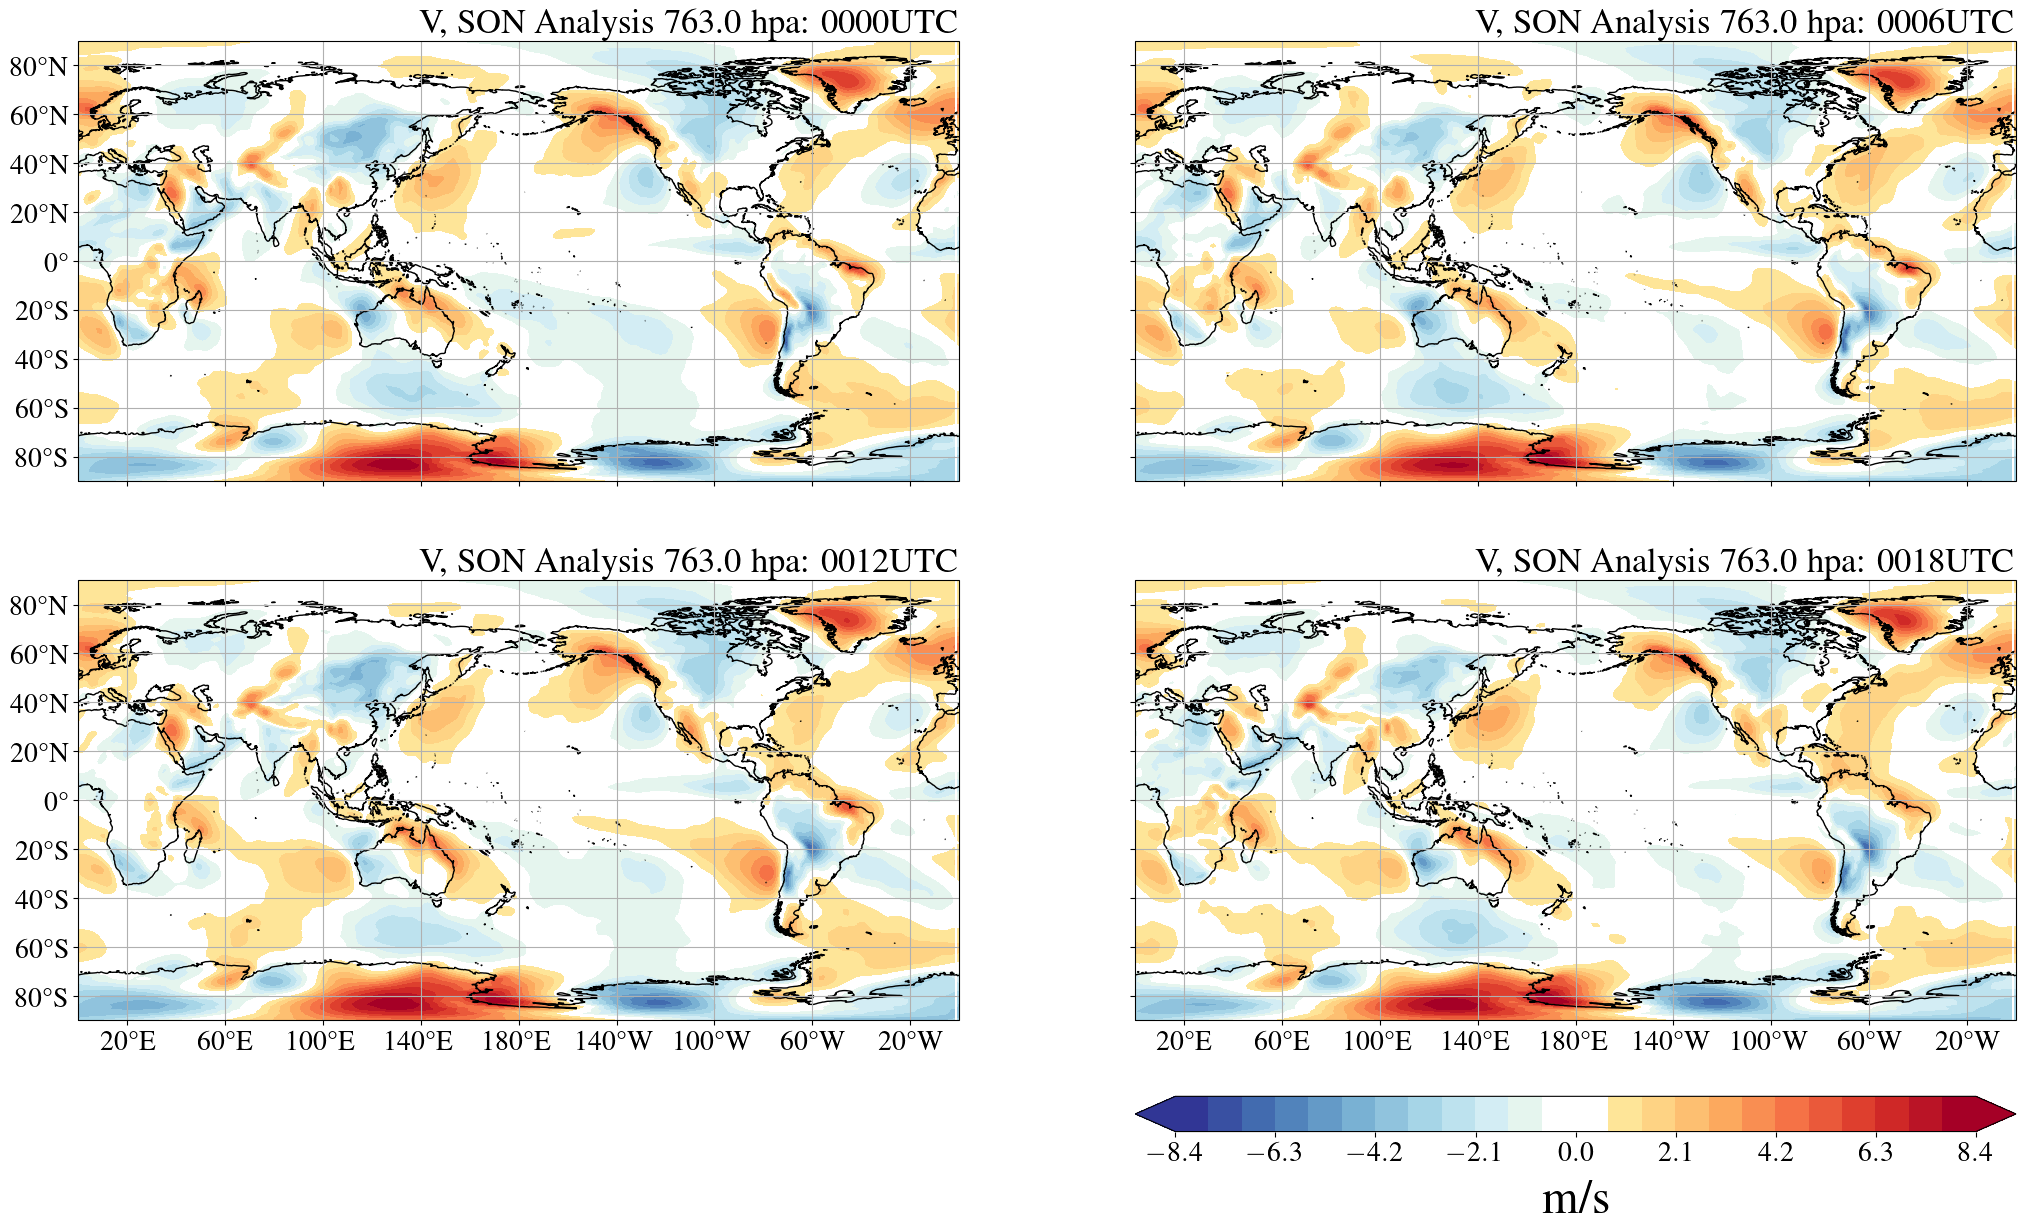 V, SON Analysis 763.0 hpa: 0000UTC
V, SON Analysis 763.0 hpa: 0006UTC
80°N
60°N
40°N
20°N
0°
20°S
40°S
60°S
80°S
V, SON Analysis 763.0 hpa: 0012UTC
V, SON Analysis 763.0 hpa: 0018UTC
80°N
60°N
40°N
20°N
0°
20°S
40°S
60°S
80°S
20°E 60°E 100°E 140°E 180°E 140°W 100°W 60°W 20°W
20°E 60°E 100°E 140°E 180°E 140°W 100°W 60°W 20°W
−8.4 −6.3 −4.2 −2.1 0.0 2.1 4.2 6.3 8.4
m/s